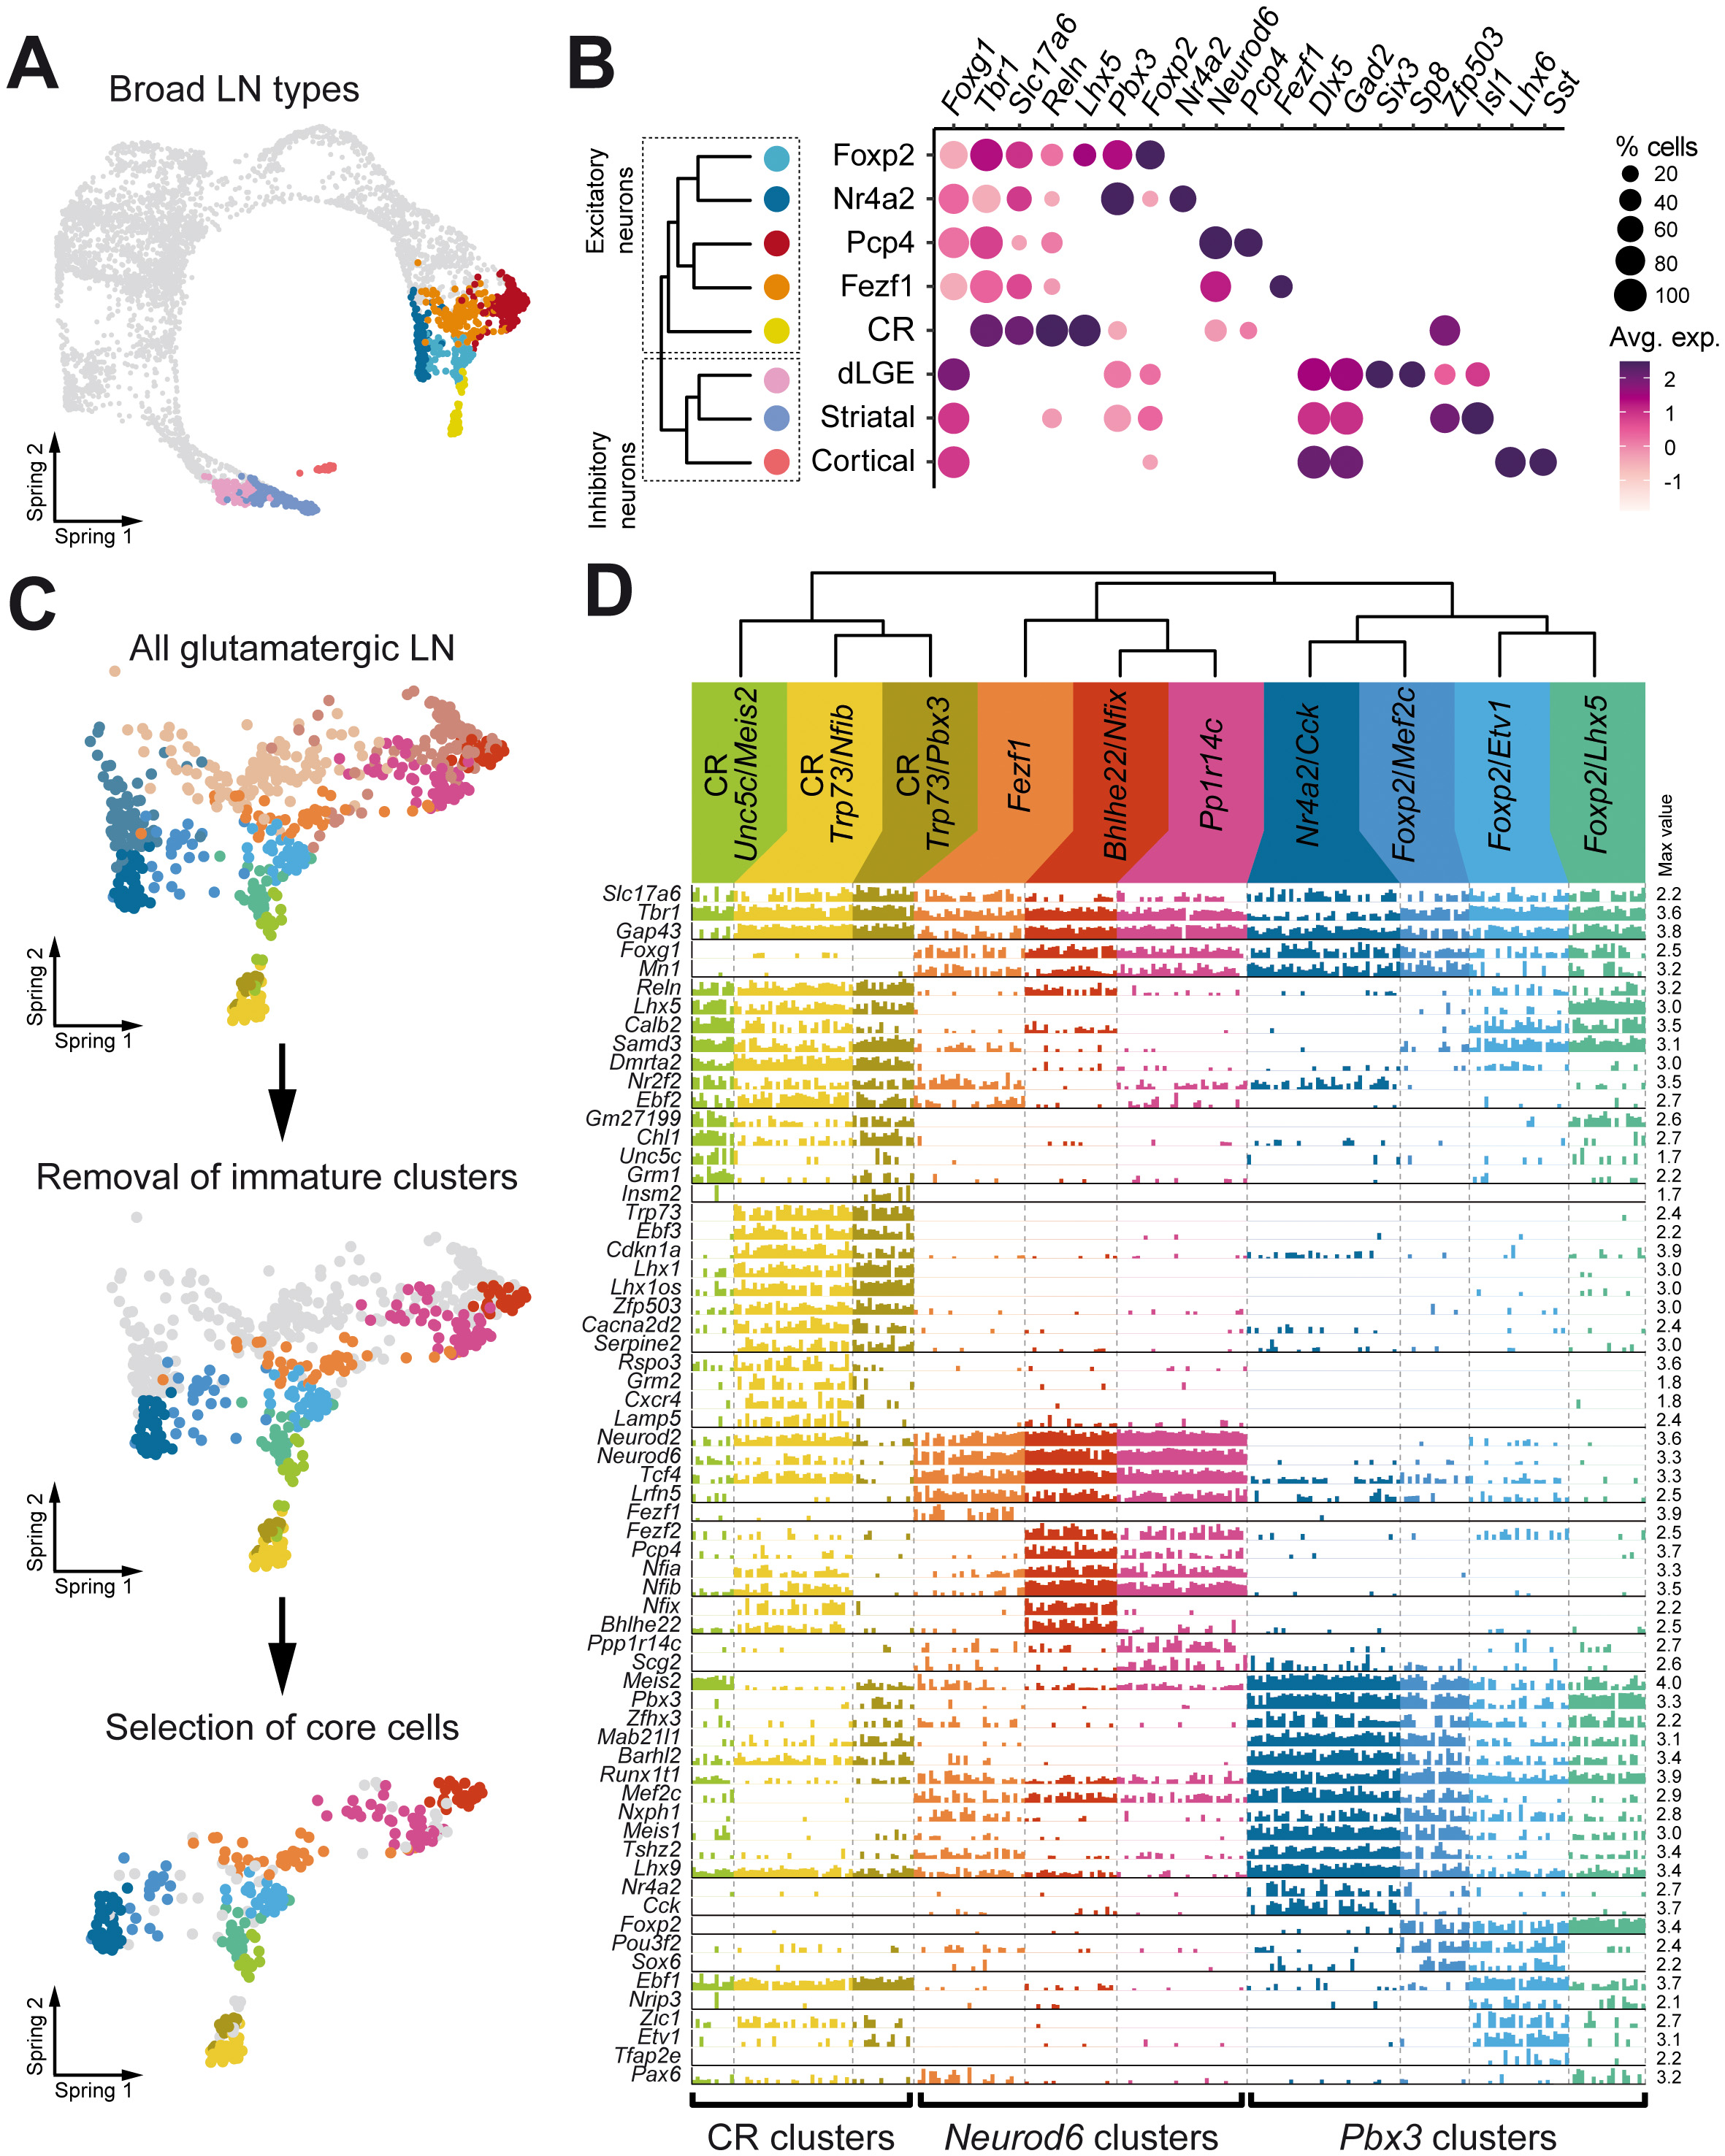 A
Broad LN types
Spring 2
Spring 1
B
Foxg1
Tbr1
Slc17a6
Reln
Lhx5
Pbx3
Foxp2
Nr4a2
Neurod6
Pcp4
Fezf1
Dlx5
Gad2
Six3
Sp8
Zfp503
Isl1
Lhx6
Sst
Excitatory
neurons
Inhibitory
neurons
Foxp2
Nr4a2
Pcp4
Fezf1
CR
dLGE
Striatal
Cortical
% cells
20
40
60
80
100
Avg. exp.
2
1
0
-1
C
All glutamatergic LN
Spring 2
Spring 1
Removal of immature clusters
Spring 2
Spring 1
Selection of core cells
Spring 2
Spring 1
D
CR
Unc5c/Meis2
CR
Trp73/Nfib
CR
Trp73/Pbx3
Fezf1
Bhlhe22/Nfix
Pp1r14c
Nr4a2/Cck
Foxp2/Mef2c
Foxp2/Etv1
Foxp2/Lhx5
Max value
Slc17a6 2.2
Tbr1 3.6
Gap43 3.8
Foxg1 2.5
Mn1 3.2
Reln 3.2
Lhx5 3.0
Calb2 3.5
Samd3 3.1
Dmrta2 3.0
Nr2f2 3.5
Ebf2 2.7
Gm27199 2.6
Chl1 2.7
Unc5c 1.7
Grm1 2.2
Insm2 1.7
Trp73 2.4
Ebf3 2.2
Cdkn1a 3.9
Lhx1 3.0
Lhx1os 3.0
Zfp503 3.0
Cacna2d2 2.4
Serpine2 3.0
Rspo3 3.6
Grm2 1.8
Cxcr4 1.8
Lamp5 2.4
Neurod2 3.6
Neurod6 3.3
Tcf4 3.3
Lrfn5 2.5
Fezf1 3.9
Fezf2 2.5
Pcp4 3.7
Nfia 3.3
Nfib 3.5
Nfix 2.2
Bhlhe22 2.5
Ppp1r14c 2.7
Scg2 2.6
Meis2 4.0
Pbx3 3.3
Zfhx3 2.2
Mab21l1 3.1
Barhl2 3.4
Runx1t1 3.9
Mef2c 2.9
Nxph1 2.8
Meis1 3.0
Tshz2 3.4
Lhx9 3.4
Nr4a2 2.7
Cck 3.7
Foxp2 3.4
Pou3f2 2.4
Sox6 2.2
Ebf1 3.7
Nrip3 2.1
Zic1 2.7
Etv1 3.1
Tfap2e 2.2
Pax6 3.2
CR clusters
Neurod6 clusters
Pbx3 clusters